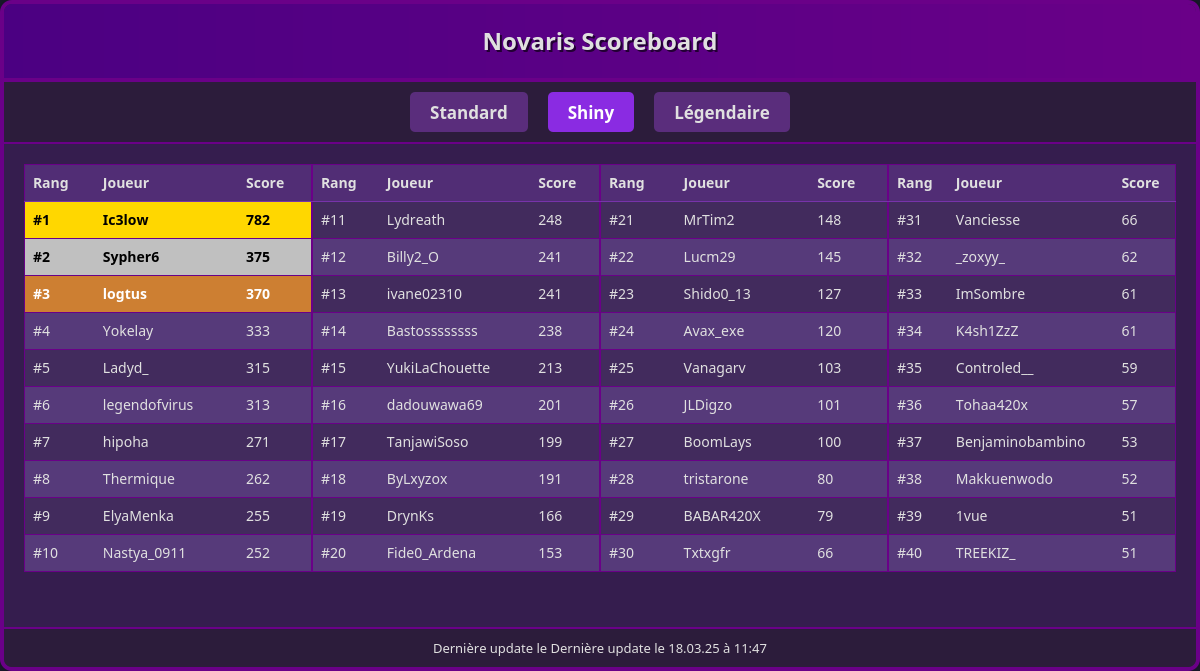 Novaris Scoreboard
Standard Shiny Légendaire
Rang Joueur Score Rang Joueur Score Rang Joueur Score Rang Joueur Score
#1 Ic3low 782 #11 Lydreath 248 #21 MrTim2 148 #31 Vanciesse 66
#2 Sypher6 375 #12 Billy2_O 241 #22 Lucm29 145 #32 _zoxyy_ 62
#3 logtus 370 #13 ivane02310 241 #23 Shido0_13 127 #33 ImSombre 61
#4 Yokelay 333 #14 Bastossssssss 238 #24 Avax_exe 120 #34 K4sh1ZzZ 61
#5 Ladyd_ 315 #15 YukiLaChouette 213 #25 Vanagarv 103 #35 Controled__ 59
#6 legendofvirus 313 #16 dadouwawa69 201 #26 JLDigzo 101 #36 Tohaa420x 57
#7 hipoha 271 #17 TanjawiSoso 199 #27 BoomLays 100 #37 Benjaminobambino 53
#8 Thermique 262 #18 ByLxyzox 191 #28 tristarone 80 #38 Makkuenwodo 52
#9 ElyaMenka 255 #19 DrynKs 166 #29 BABAR420X 79 #39 1vue 51
#10 Nastya_0911 252 #20 Fide0_Ardena 153 #30 Txtxgfr 66 #40 TREEKIZ_ 51
Dernière update le Dernière update le 18.03.25 à 11:47